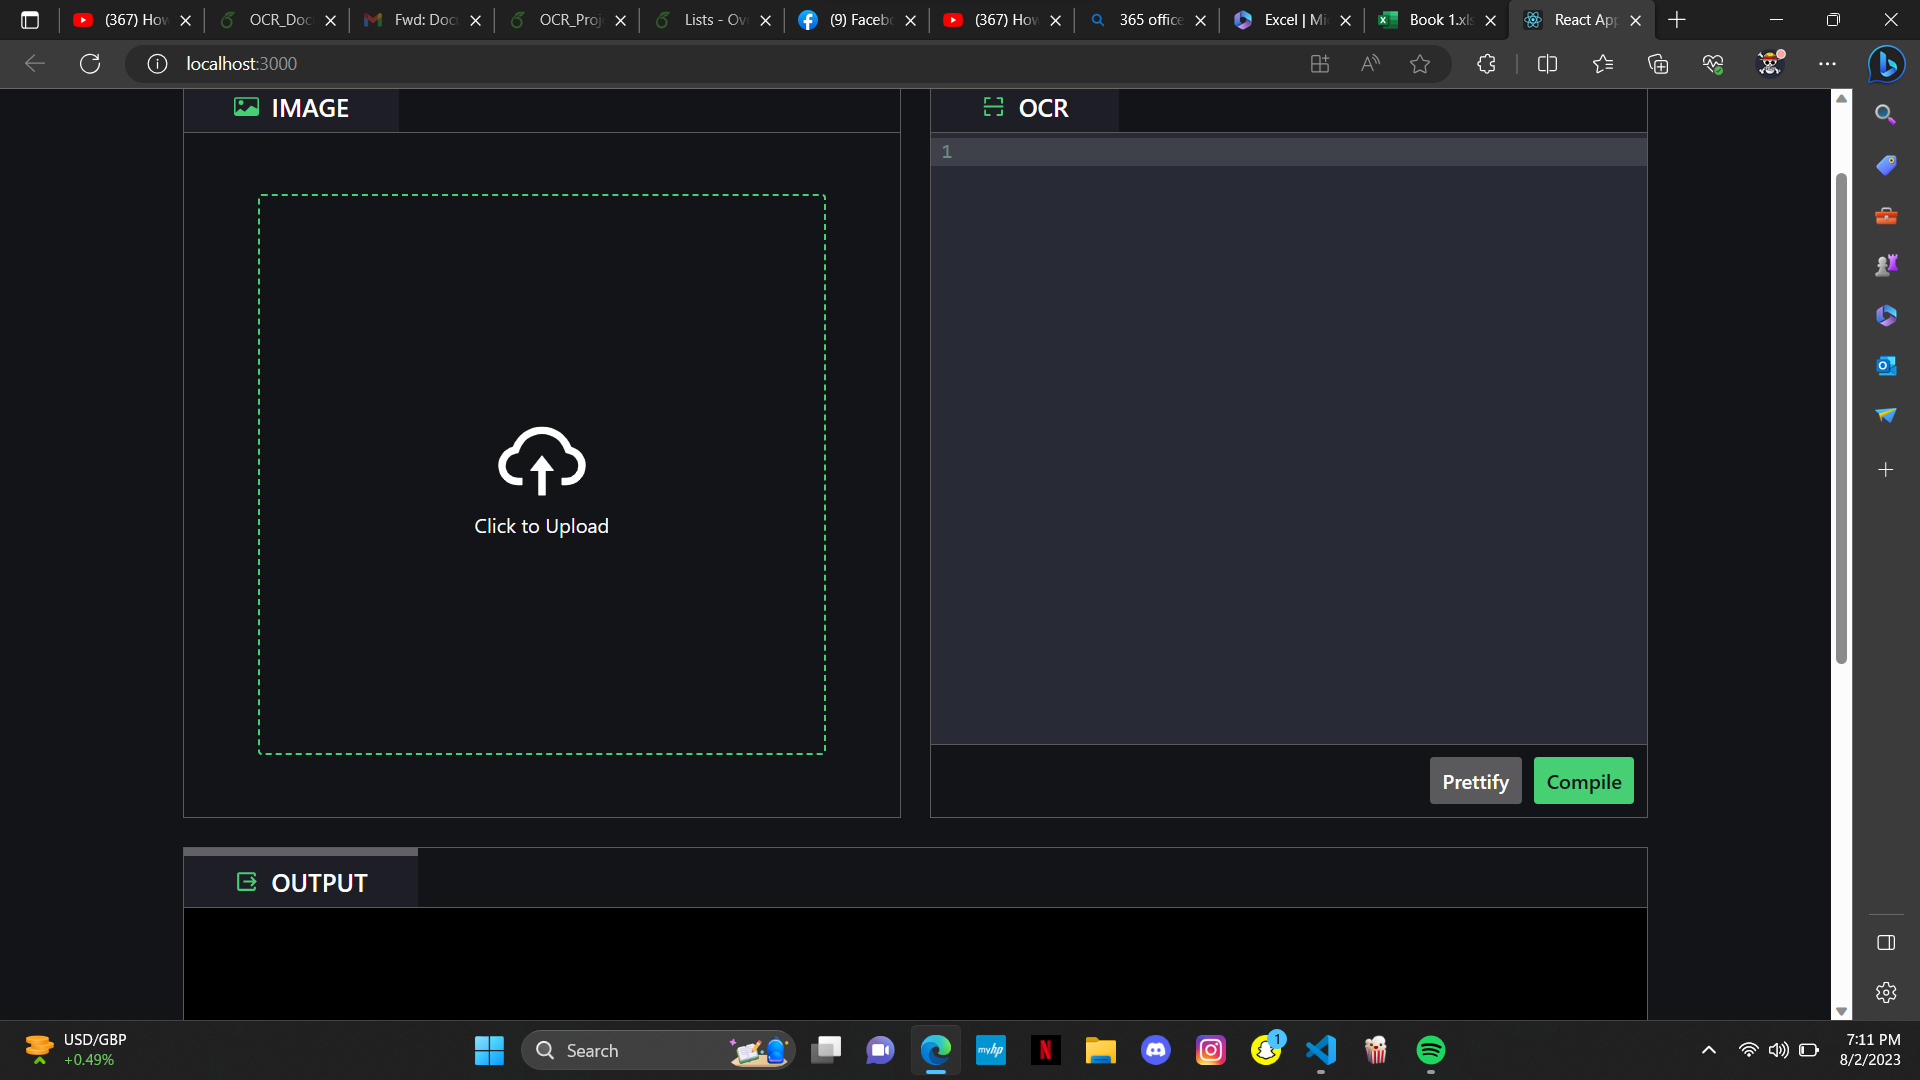 (367) How
OCR_Doc
Fwd: Doc
OCR_Proj
Lists - Ov
(9) Faceb
(367) How
365 office
Excel | Mi
Book 1.xls
React App
localhost:3000
IMAGE
OCR
1
Click to Upload
Prettify
Compile
OUTPUT
USD/GBP
+0.49%
Search
myhp
N
1
7:11 PM
8/2/2023